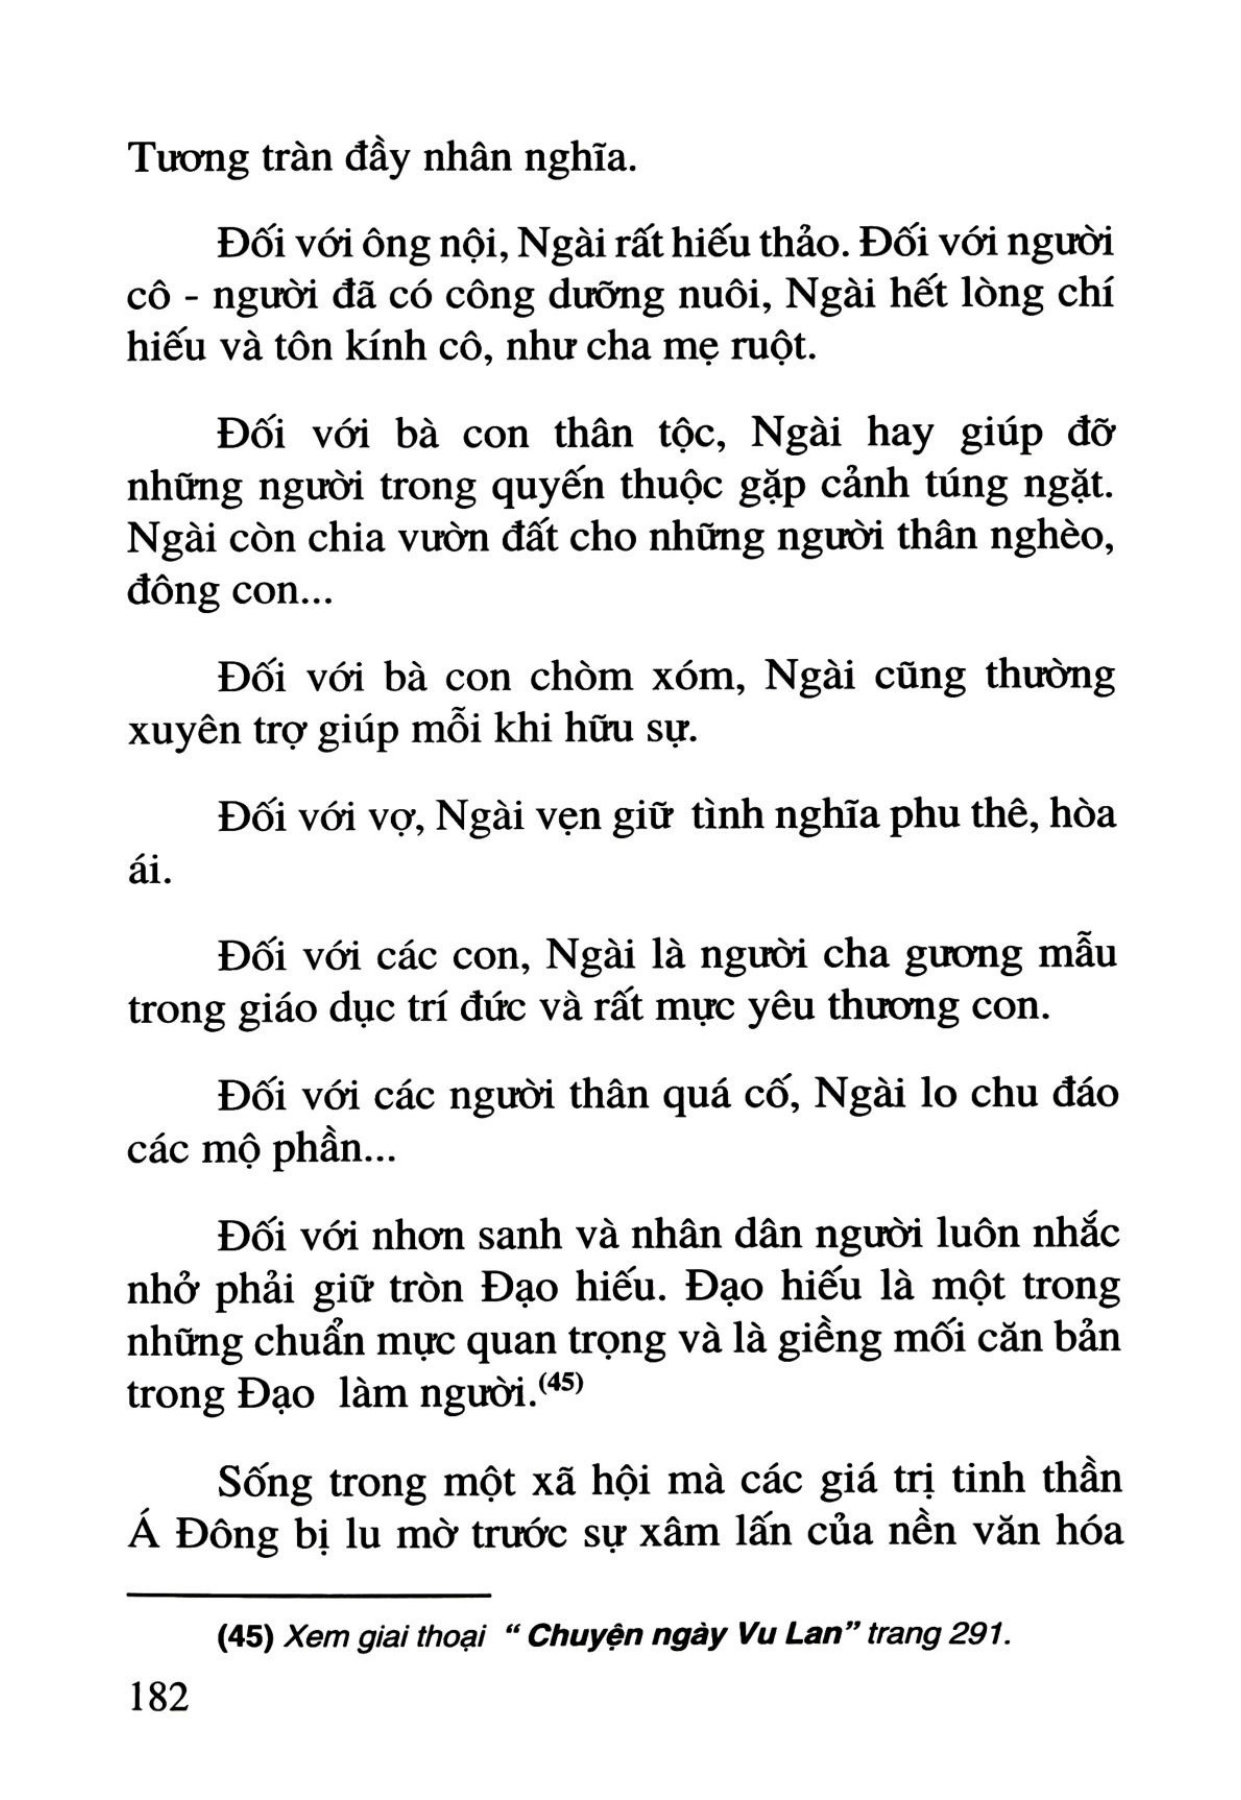 Tương tràn đầy nhân nghĩa.
Đối với ông nội, Ngài rất hiếu thảo. Đối với người
cô - người đã có công dưỡng nuôi, Ngài hết lòng chí
hiếu và tôn kính cô, như cha mẹ ruột.
Đối với bà con thân tộc, Ngài hay giúp đỡ
những người trong quyến thuộc gặp cảnh túng ngặt.
Ngài còn chia vườn đất cho những người thân nghèo,
đông con...
Đối với bà con chòm xóm, Ngài cũng thường
xuyên trợ giúp mỗi khi hữu sự.
Đối với vợ, Ngài vẹn giữ tình nghĩa phu thê, hòa
ái.
Đối với các con, Ngài là người cha gương mẫu
trong giáo dục trí đức và rất mực yêu thương con.
Đối với các người thân quá cố, Ngài lo chu đáo
các mộ phần...
Đối với nhơn sanh và nhân dân người luôn nhắc
nhở phải giữ tròn Đạo hiếu. Đạo hiếu là một trong
những chuẩn mực quan trọng và là giềng mối căn bản
trong Đạo làm người.(45)
Sống trong một xã hội mà các giá trị tinh thần
Á Đông bị lu mờ trước sự xâm lấn của nền văn hóa
(45) Xem giai thoại “ Chuyện ngày Vu Lan” trang 291.
182